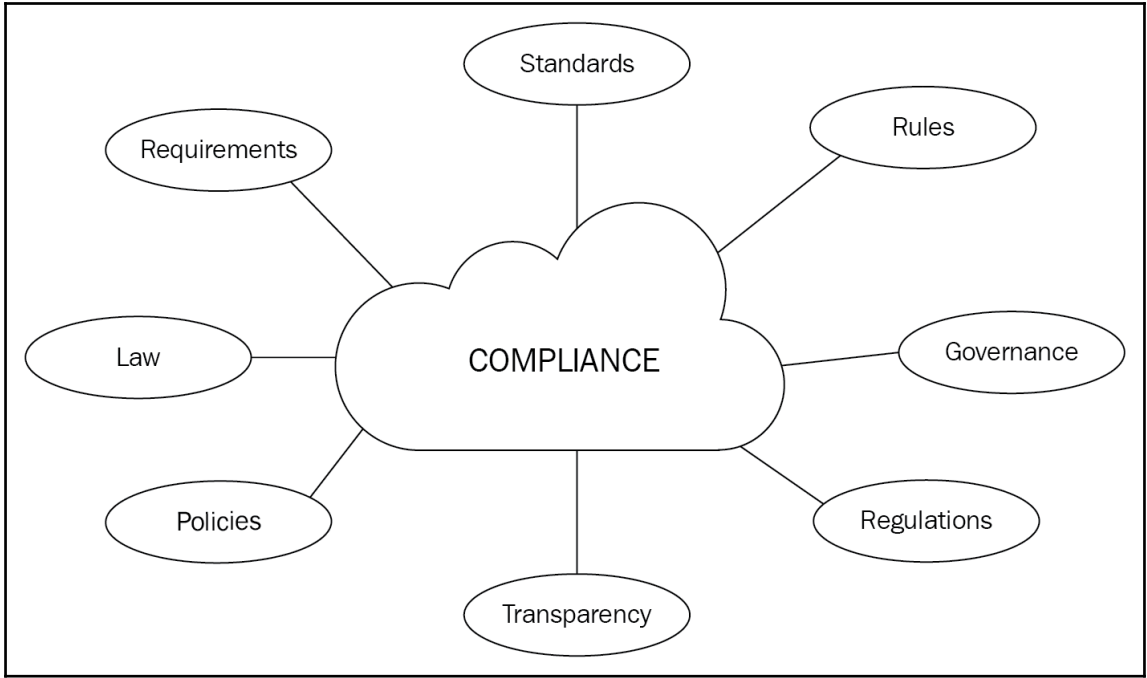 Standards
Rules
Requirements
Law
COMPLIANCE
Governance
Policies
Regulations
Transparency